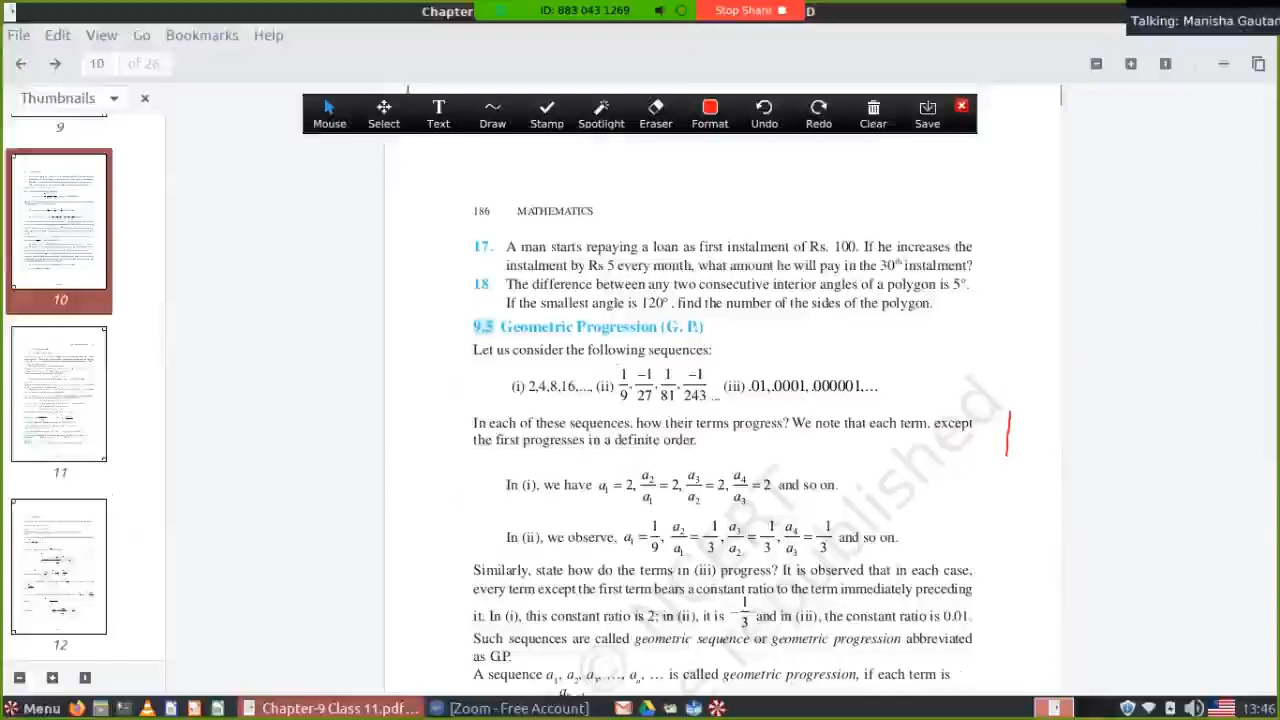 Chapter
ID: 883 043 1269
Stop Share
D
Talking: Manisha Gautan
File Edit View Go Bookmarks Help
10 of 26
Thumbnails
9
10
11
12
Mouse Select Text Draw Stamp Spotlight Eraser Format Undo Redo Clear Save
186 MATHEMATICS
17. A man starts repaying a loan as first instalment of Rs. 100. If he increases the
instalment by Rs 5 every month, what amount he will pay in the 30th instalment?
18 The difference between any two consecutive interior angles of a polygon is 5°.
If the smallest angle is 120°, find the number of the sides of the polygon.
9.5 Geometric Progression (G. P.)
Let us consider the following sequences:
(i) 2,4,8,16,..., (ii) 1/9, -1/27, 1/81, -1/243 ... (iii) .01,.0001,.000001,...
each of these sequences, how their terms progress? We note that each term, except
the first progresses in a definite order.
In (i), we have a1 = 2, a2/a1 = 2, a3/a2 = 2, a4/a3 = 2 and so on.
In (ii), we observe, a1 = 1/9, a2/a1 = 1/3, a3/a2 = 1/3, a4/a3 = 1/3 and so on.
Similarly, state how do the terms in (iii) progress? It is observed that in each case,
every term except the first term bears a constant ratio to the term immediately preceding
it. In (i), this constant ratio is 2; in (ii), it is -1/3 and in (iii), the constant ratio is 0.01.
Such sequences are called geometric sequence or geometric progression abbreviated
as G.P.
A sequence a1, a2, a3, ..., an, ... is called geometric progression, if each term is
Menu
Chapter-9 Class 11.pdf...
[Zoom - Free Account]
13:46